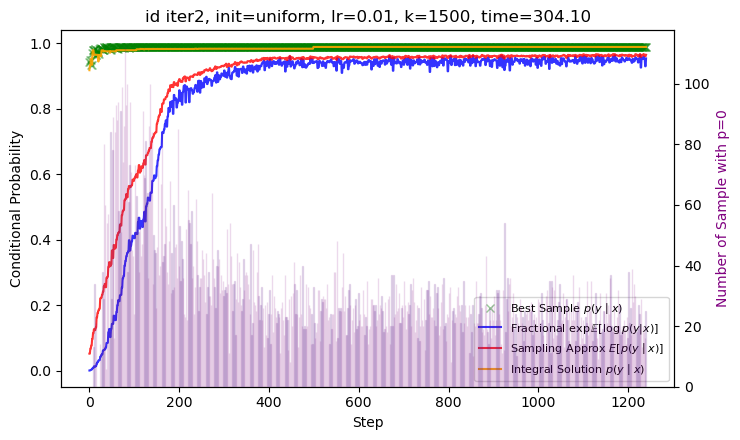 id iter2, init=uniform, lr=0.01, k=1500, time=304.10
Conditional Probability
1.0
0.8
0.6
0.4
0.2
0.0
0
200
400
600
800
1000
1200
Step
100
80
60
40
20
0
Number of Sample with p=0
Best Sample p(y | x)
Fractional exp𝔼[log p(y|x)]
Sampling Approx 𝔼[p(y | x)]
Integral Solution p(y | x)